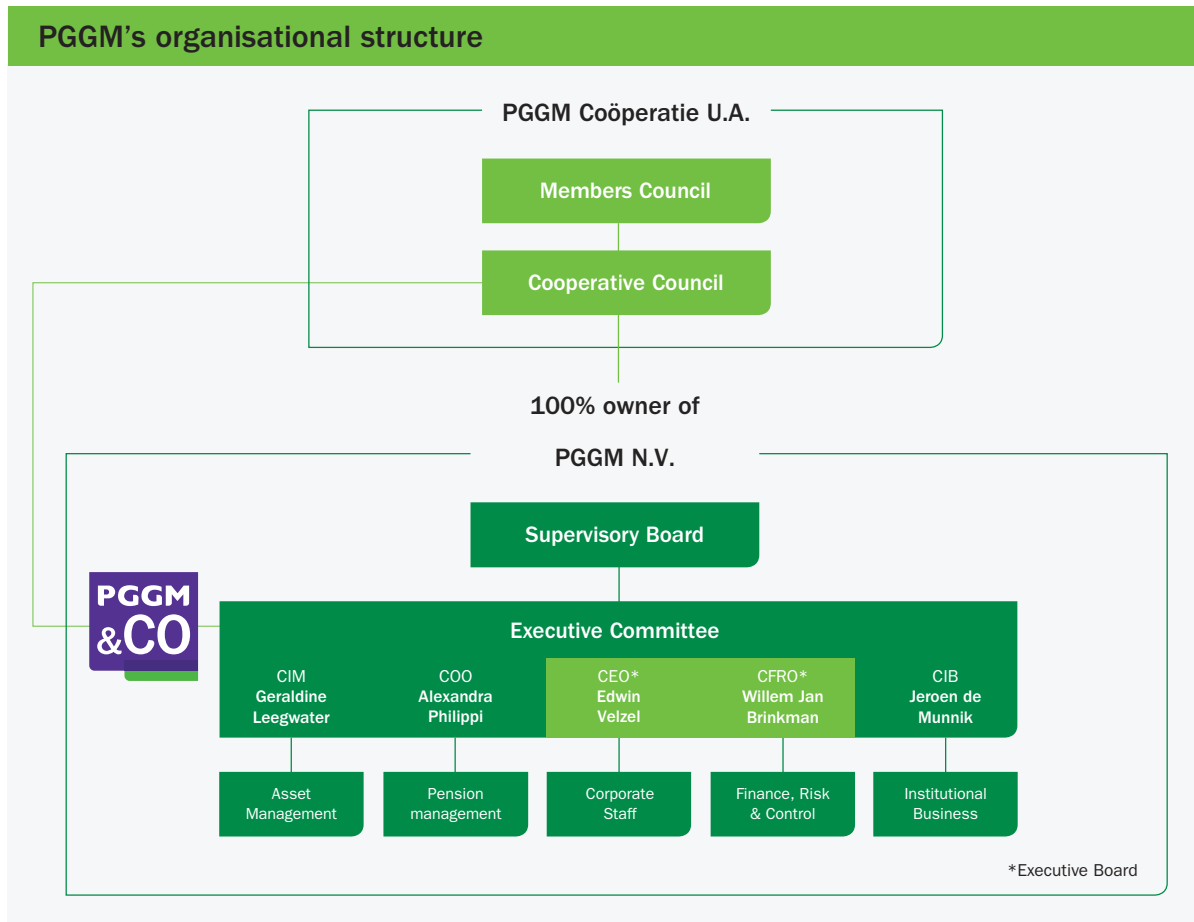 PGGM's organisational structure
PGGM Coöperatie U.A.
Members Council
Cooperative Council
100% owner of
PGGM N.V.
Supervisory Board
PGGM
&CO
Executive Committee
CIM
Geraldine
Leegwater
COO
Alexandra
Philippi
CEO*
Edwin
Velzel
CFRO*
Willem Jan
Brinkman
CIB
Jeroen de
Munnik
Asset
Management
Pension
management
Corporate
Staff
Finance, Risk
& Control
Institutional
Business
*Executive Board